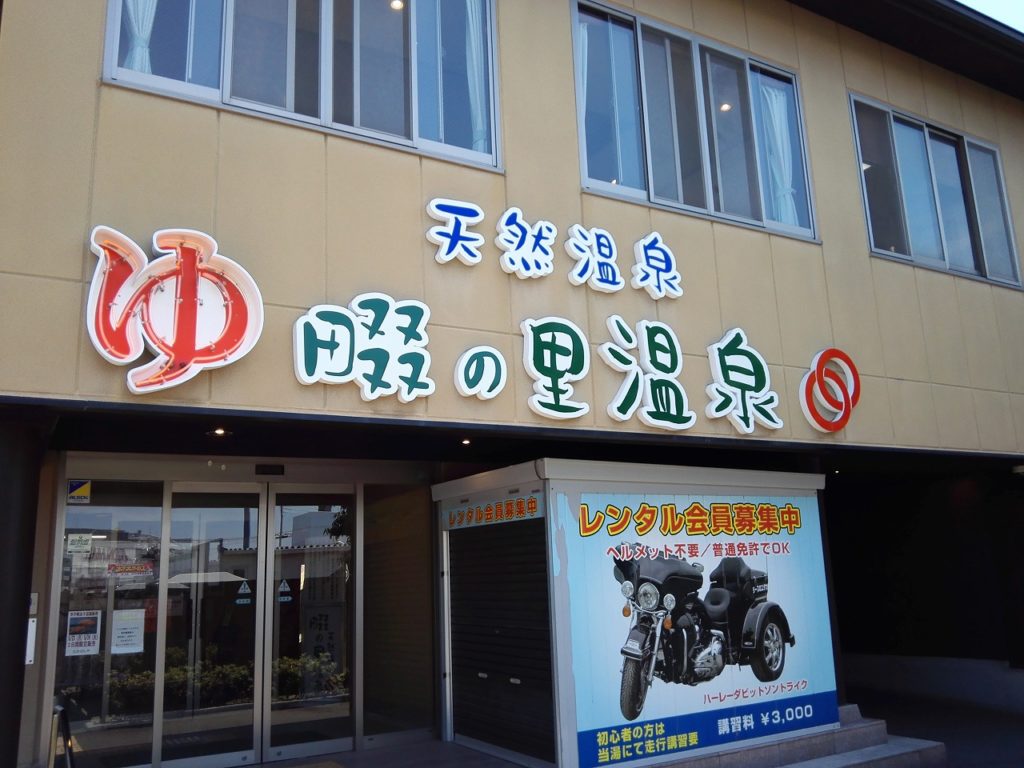 天然温泉
ゆ 畷の里温泉
ALSOK
レンタル会員募集中
レンタル会員募集中
ヘルメット不要／普通免許でOK
ハーレーダビットソントライク
初心者の方は
当湯にて走行講習要
講習料 ¥3,000